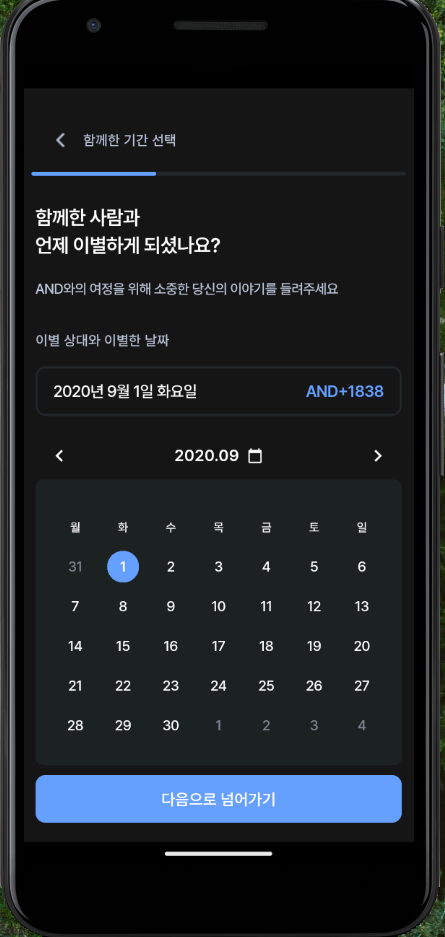 함께한 기간 선택
함께한 사람과
언제 이별하게 되셨나요?
AND와의 여정을 위해 소중한 당신의 이야기를 들려주세요
이별 상대와 이별한 날짜
2020년 9월 1일 화요일 AND+1838
2020.09
월 화 수 목 금 토 일
31 1 2 3 4 5 6
7 8 9 10 11 12 13
14 15 16 17 18 19 20
21 22 23 24 25 26 27
28 29 30 1 2 3 4
다음으로 넘어가기